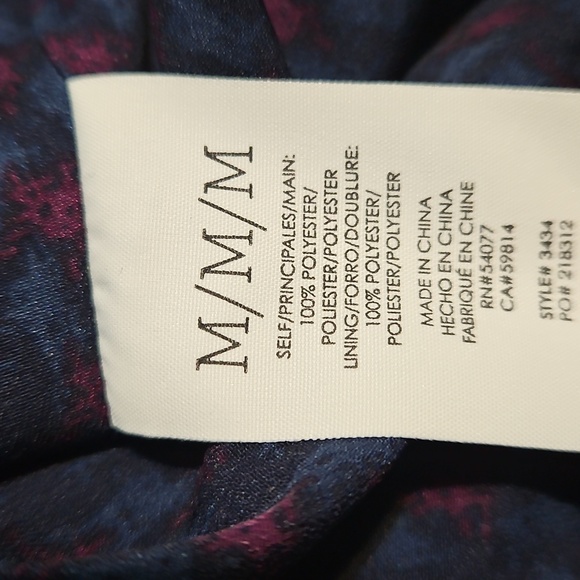 M/M/M
SELF/PRINCIPALES/MAIN:
100% POLYESTER/
POLIESTER/POLYESTER
LINING/FORRO/DOUBLURE:
100% POLYESTER/
POLIESTER/POLYESTER
MADE IN CHINA
HECHO EN CHINA
FABRIQUÉ EN CHINE
RN#54077
CA#59814
STYLE# 3434
PO# 218312